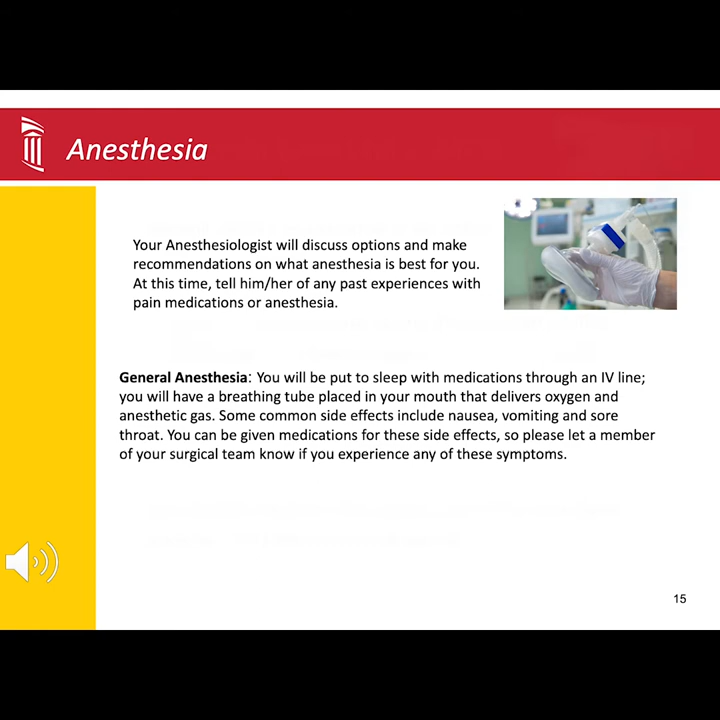 Anesthesia
Your Anesthesiologist will discuss options and make
recommendations on what anesthesia is best for you.
At this time, tell him/her of any past experiences with
pain medications or anesthesia.
General Anesthesia: You will be put to sleep with medications through an IV line;
you will have a breathing tube placed in your mouth that delivers oxygen and
anesthetic gas. Some common side effects include nausea, vomiting and sore
throat. You can be given medications for these side effects, so please let a member
of your surgical team know if you experience any of these symptoms.
15